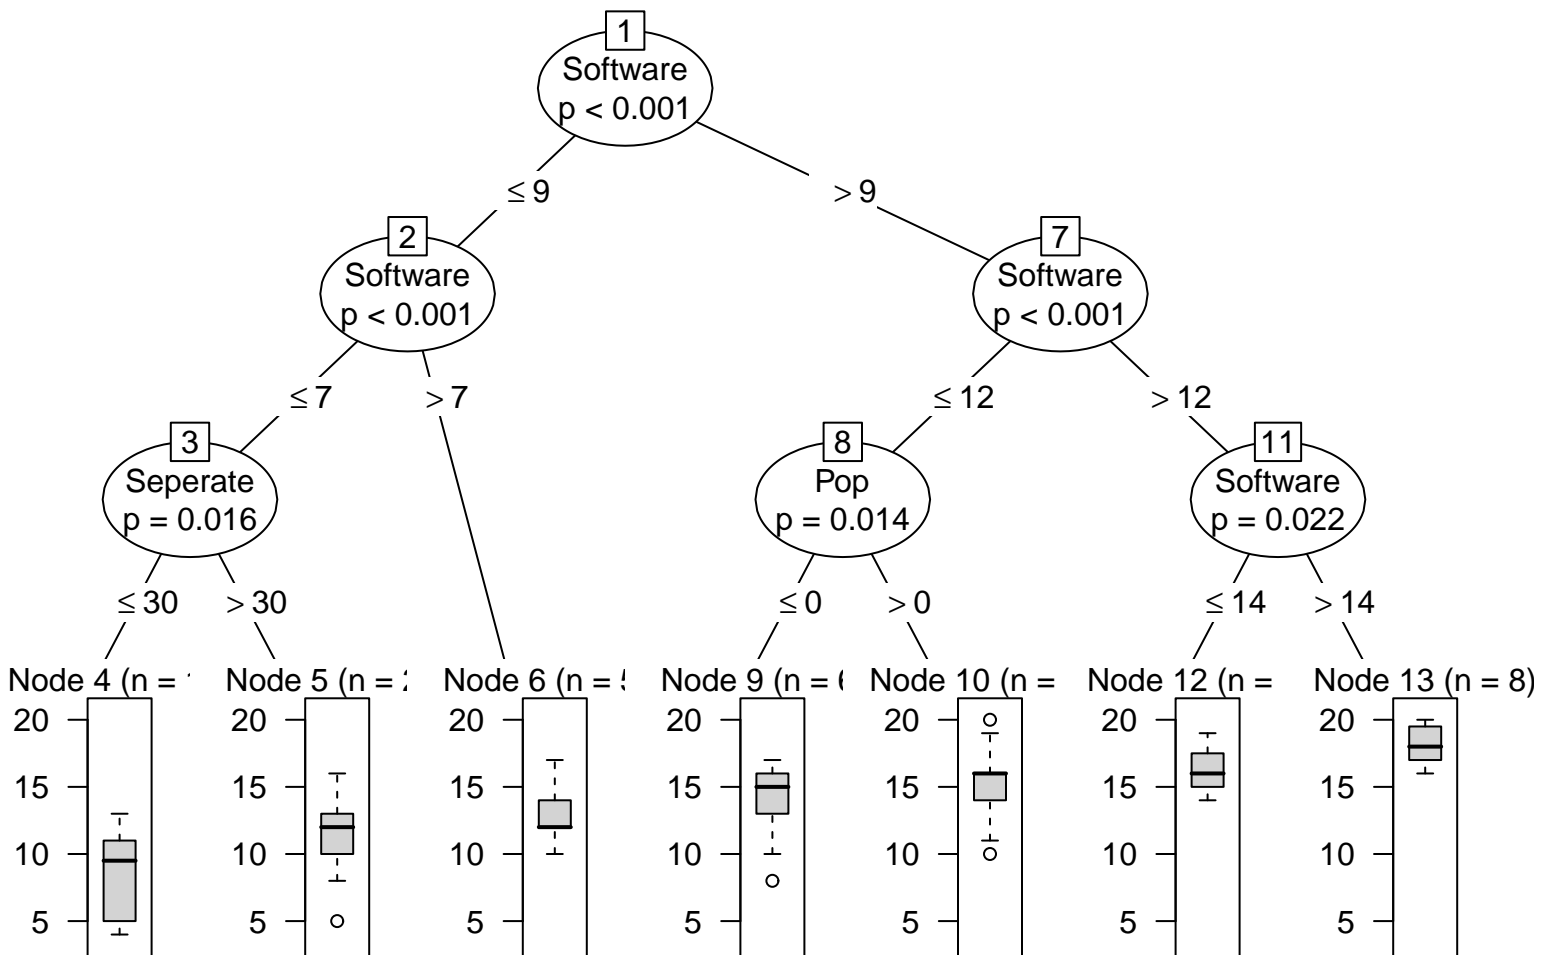 1
Software
p < 0.001
≤ 9
> 9
2
Software
p < 0.001
7
Software
p < 0.001
≤ 7
> 7
≤ 12
> 12
3
Seperate
p = 0.016
8
Pop
p = 0.014
11
Software
p = 0.022
≤ 30
> 30
≤ 0
> 0
≤ 14
> 14
Node 4 (n =
Node 5 (n =
Node 6 (n =
Node 9 (n =
Node 10 (n =
Node 12 (n =
Node 13 (n = 8)
20
15
10
5
20
15
10
5
20
15
10
5
20
15
10
5
20
15
10
5
20
15
10
5
20
15
10
5